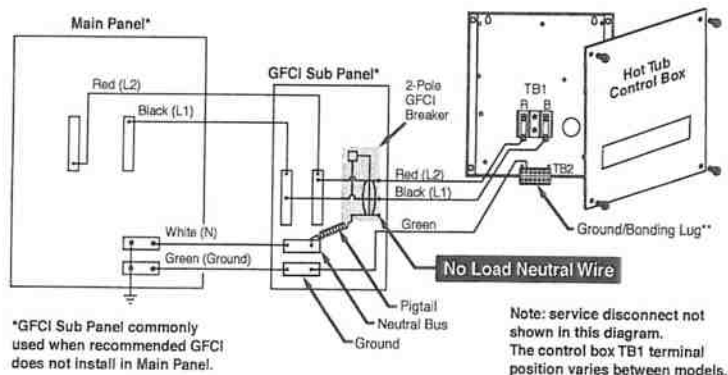 Main Panel*
Red (L2)
Black (L1)
White (N)
Green (Ground)
GFCI Sub Panel*
2-Pole
GFCI
Breaker
Red (L2)
Black (L1)
Green
No Load Neutral Wire
Pigtail
Neutral Bus
Ground
TB1
R B
TB2
Hot Tub
Control Box
Ground/Bonding Lug**
*GFCI Sub Panel commonly
used when recommended GFCI
does not install in Main Panel.
Note: service disconnect not
shown in this diagram.
The control box TB1 terminal
position varies between models.